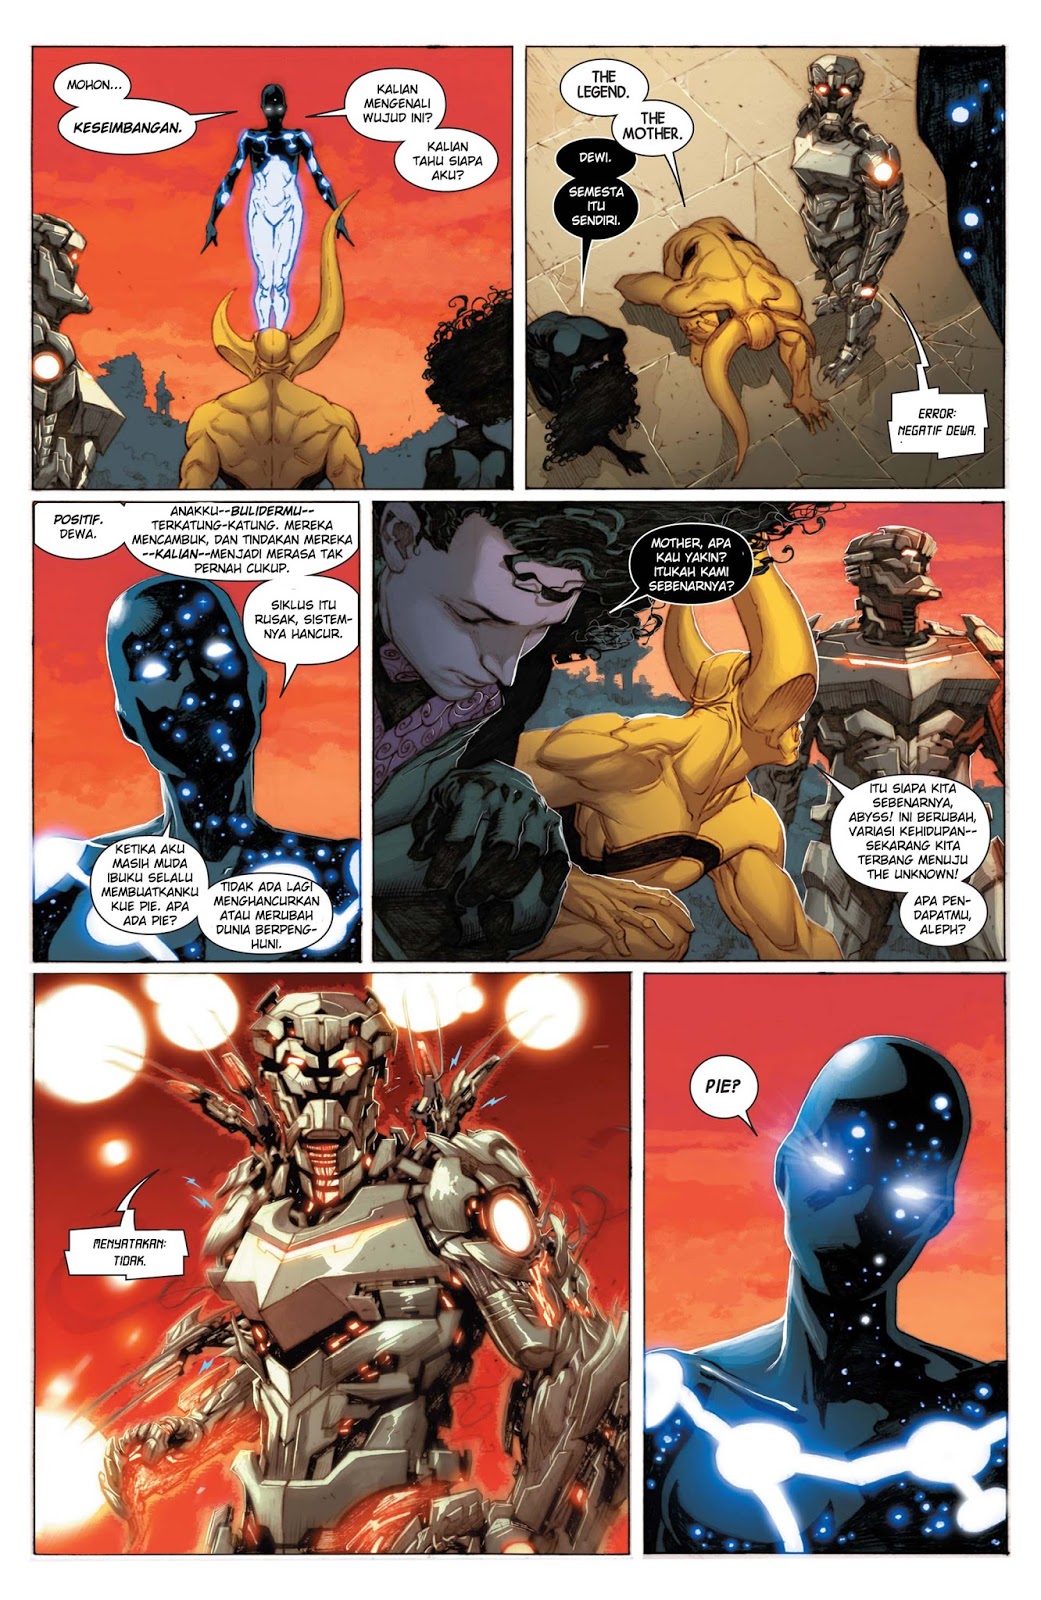 MOHON...
KESEIMBANGAN.
KALIAN
MENGENALI
WUJUD INI?
KALIAN
TAHU SIAPA
AKU?
THE
LEGEND.
THE
MOTHER.
DEWI.
SEMESTA
ITU
SENDIRI.
ERROR:
NEGATIF DEWA.
POSITIF.
DEWA.
ANAKKU--BULIDERMU--
TERKATUNG-KATUNG. MEREKA
MENCAMBUK, DAN TINDAKAN MEREKA
--KALIAN--MENJADI MERASA TAK
PERNAH CUKUP.
SIKLUS ITU
RUSAK, SISTEM-
NYA HANCUR.
KETIKA AKU
MASIH MUDA
IBUKU SELALU
MEMBUATKANKU
KUE PIE. APA
ADA PIE?
TIDAK ADA LAGI
MENGHANCURKAN
ATAU MERUBAH
DUNIA BERPENG-
HUNI.
MOTHER, APA
KAU YAKIN?
ITUKAH KAMI
SEBENARNYA?
ITU SIAPA KITA
SEBENARNYA,
ABYSS! INI BERUBAH,
VARIASI KEHIDUPAN--
SEKARANG KITA
TERBANG MENUJU
THE UNKNOWN!
APA PEN-
DAPATMU,
ALEPH?
MENYATAKAN:
TIDAK.
PIE?